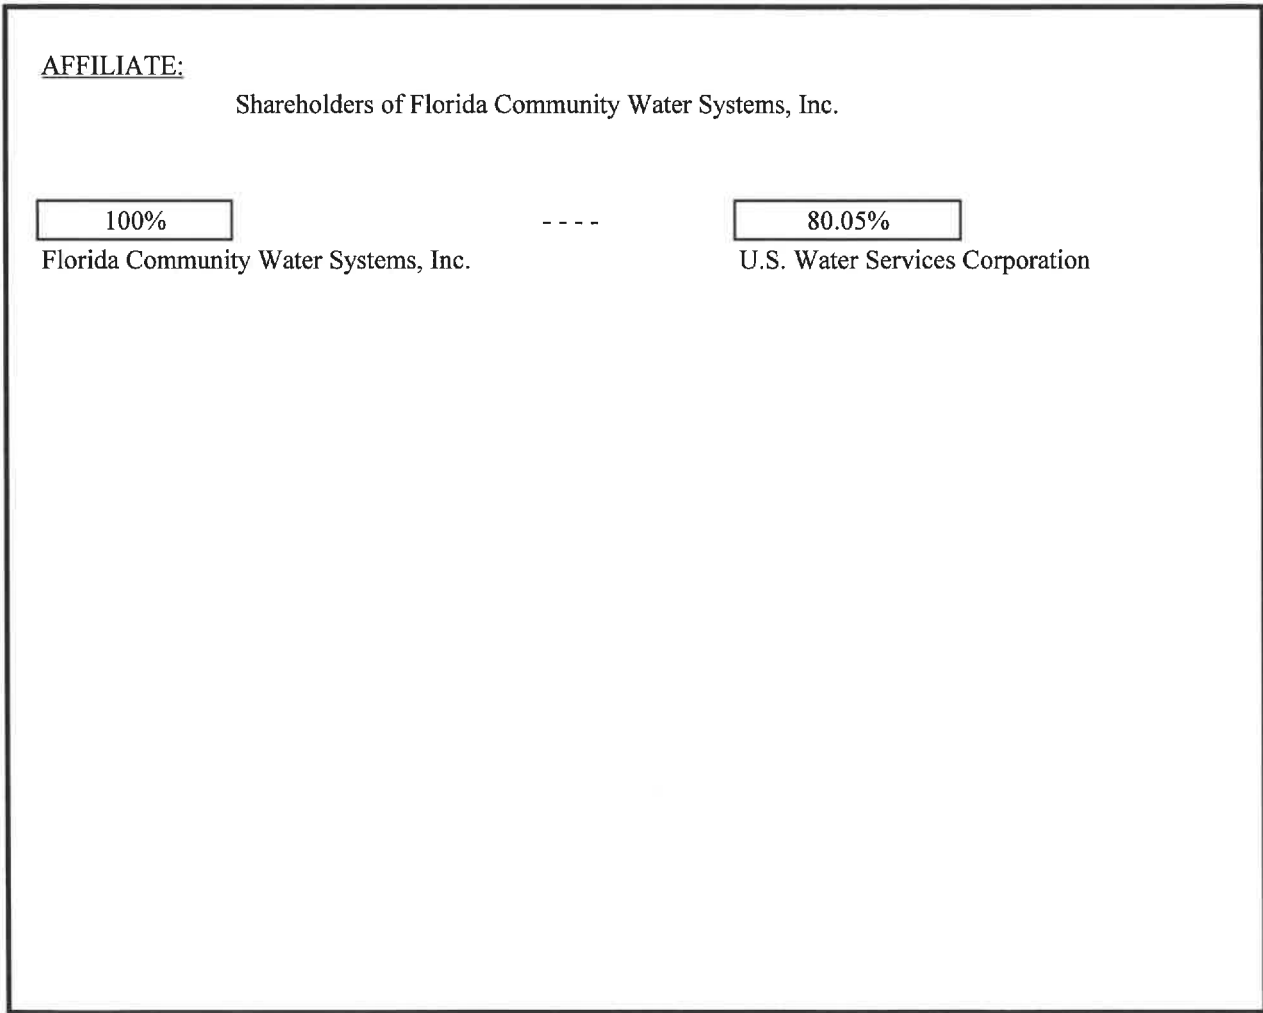 AFFILIATE:
Shareholders of Florida Community Water Systems, Inc.
100% - - - - 80.05%
Florida Community Water Systems, Inc. U.S. Water Services Corporation